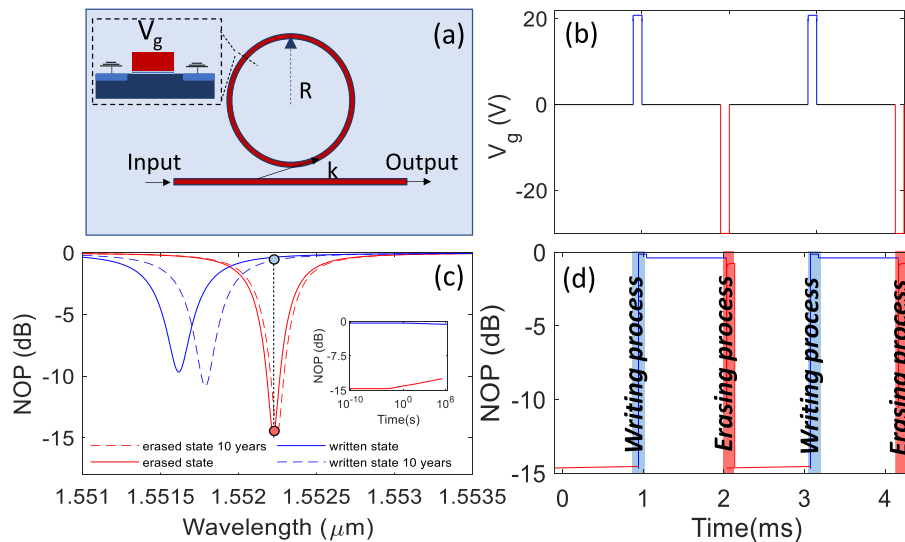 (a)
V_g
R
k
Input
Output
(b)
20
0
-20
V_g (V)
(c)
0
-5
-10
-15
NOP (dB)
0
-7.5
-15
NOP (dB)
10^-10
10^0
10^8
Time(s)
erased state 10 years
written state
erased state
written state 10 years
1.551
1.5515
1.552
1.5525
1.553
1.5535
Wavelength (μm)
(d)
0
-5
-10
-15
NOP (dB)
Writing process
Erasing process
Writing process
Erasing process
0
1
2
3
4
Time(ms)